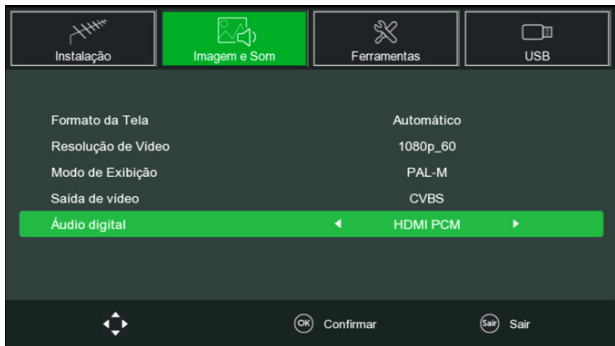 Instalação Imagem e Som Ferramentas USB
Formato da Tela Automático
Resolução de Vídeo 1080p_60
Modo de Exibição PAL-M
Saída de vídeo CVBS
Áudio digital HDMI PCM
OK Confirmar Sair Sair